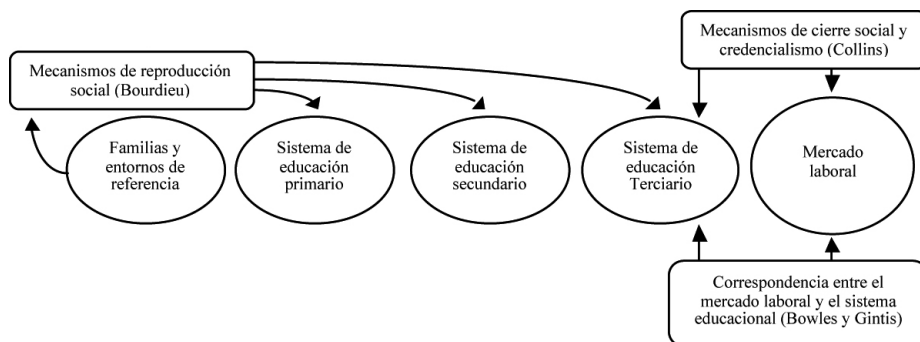 Mecanismos de cierre social y
credencialismo (Collins)
Mecanismos de reproducción
social (Bourdieu)
Familias y
entornos de
referencia
Sistema de
educación
primario
Sistema de
educación
secundario
Sistema de
educación
Terciario
Mercado
laboral
Correspondencia entre el
mercado laboral y el sistema
educacional (Bowles y Gintis)